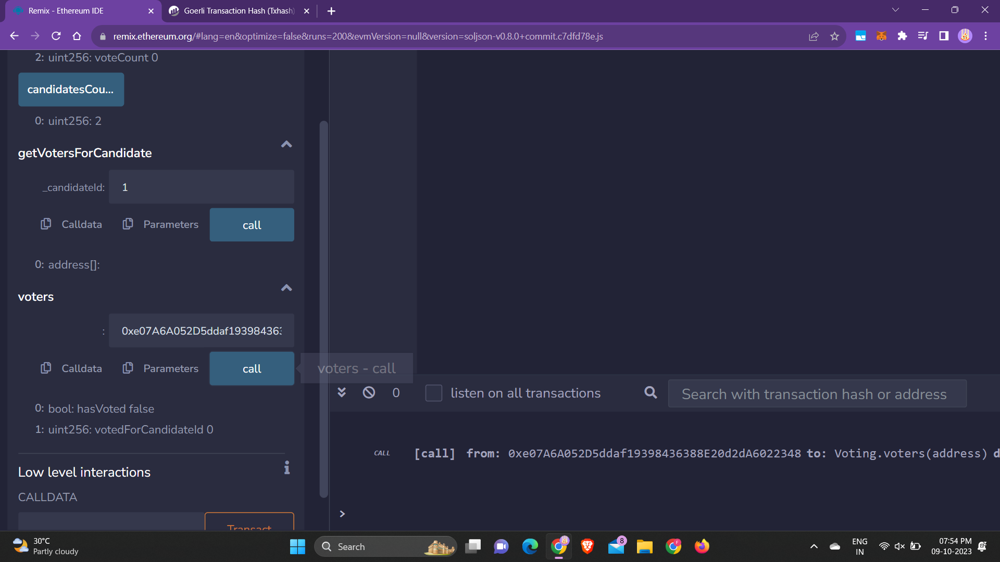 Remix - Ethereum IDE
Goerli Transaction Hash (Txhash)
remix.ethereum.org/#lang=en&optimize=false&runs=200&evmVersion=null&version=soljson-v0.8.0+commit.c7dfd78e.js
2: uint256: voteCount 0
candidatesCou...
0: uint256: 2
getVotersForCandidate
_candidateId: 1
Calldata Parameters call
0: address[]:
voters
: 0xe07A6A052D5ddaf193984363
Calldata Parameters call
voters - call
0: bool: hasVoted false
1: uint256: votedForCandidateId 0
Low level interactions
i
CALLDATA
Transact
0 listen on all transactions
Search with transaction hash or address
CALL [call] from: 0xe07A6A052D5ddaf19398436388E20d2dA6022348 to: Voting.voters(address) d
>
30°C
Partly cloudy
Search
8
F
ENG
IN
07:54 PM
09-10-2023